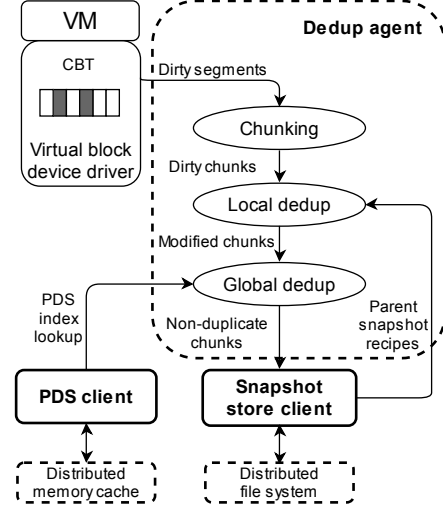 VM
Dedup agent
CBT
Dirty segments
Virtual block
device driver
Chunking
Dirty chunks
Local dedup
Modified chunks
Global dedup
PDS
index
lookup
Non-duplicate
chunks
Parent
snapshot
recipes
PDS client
Snapshot
store client
Distributed
memory cache
Distributed
file system